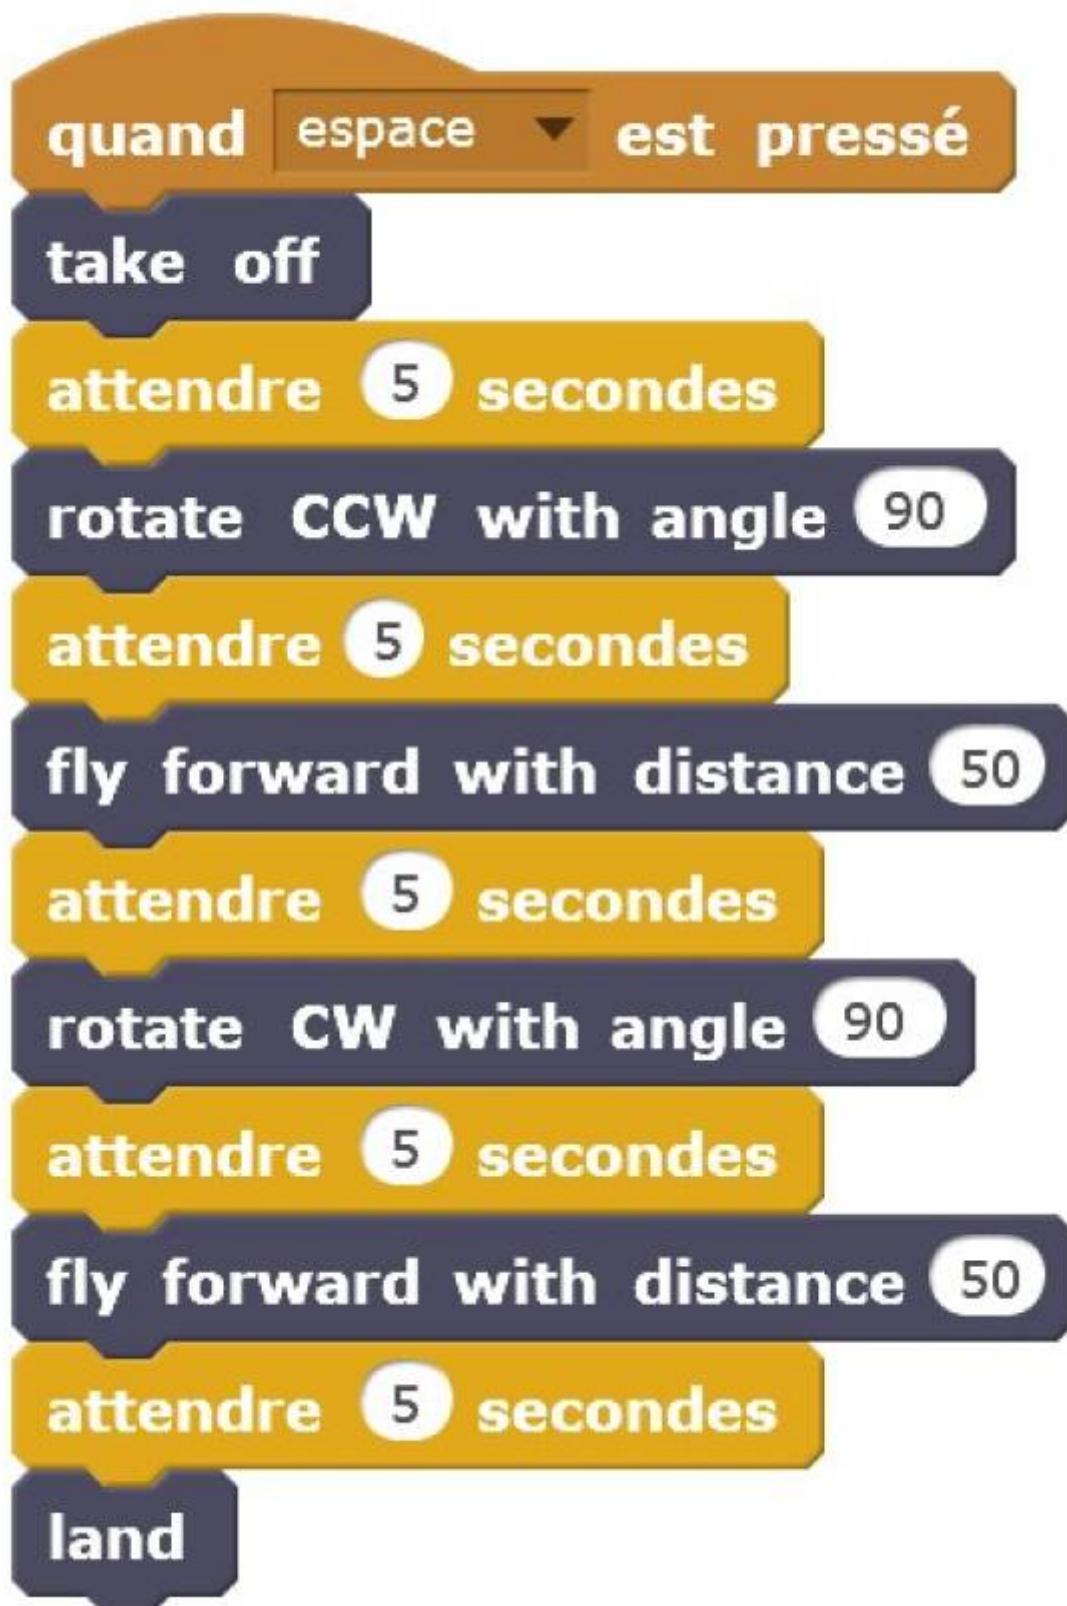 quand espace est pressé
take off
attendre 5 secondes
rotate CCW with angle 90
attendre 5 secondes
fly forward with distance 50
attendre 5 secondes
rotate CW with angle 90
attendre 5 secondes
fly forward with distance 50
attendre 5 secondes
land